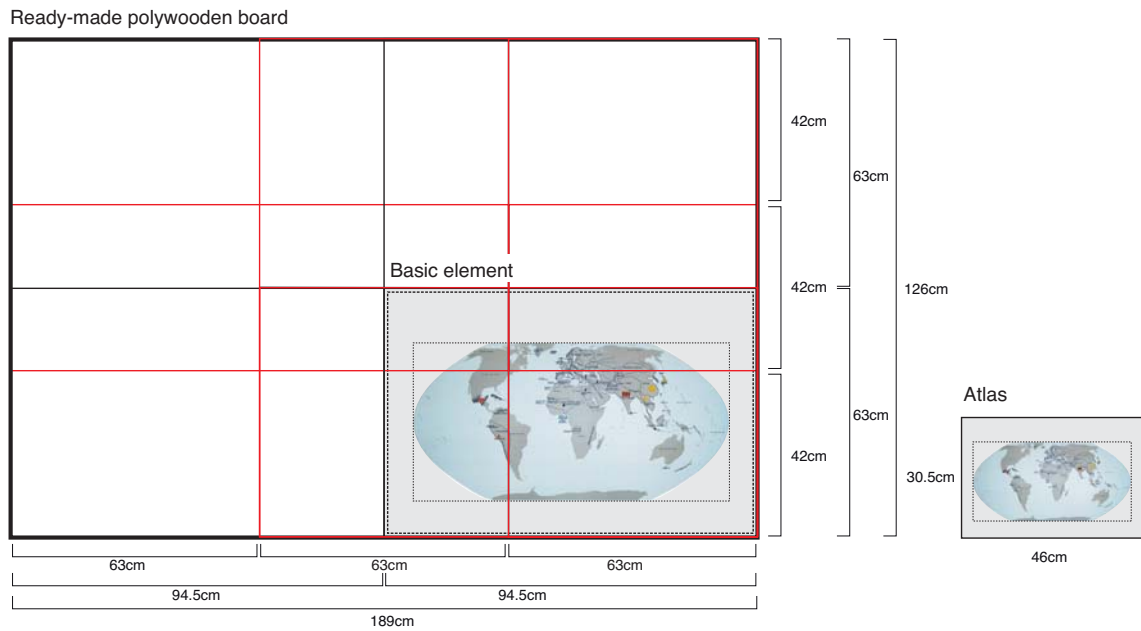 Ready-made polywooden board
42cm
63cm
Basic element
42cm
126cm
63cm
Atlas
42cm
30.5cm
63cm
63cm
63cm
46cm
94.5cm
94.5cm
189cm